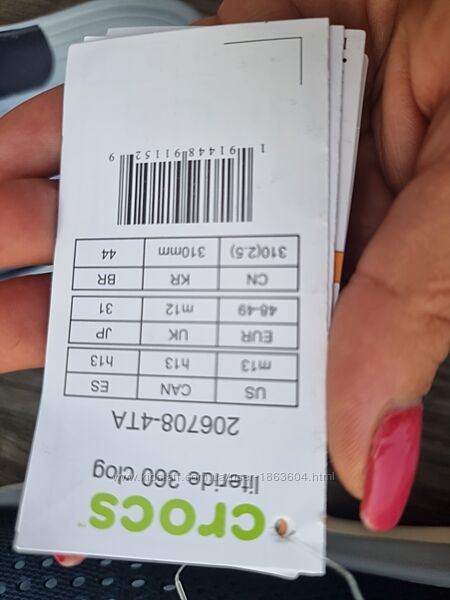 crocs™
literide 360 clog
206708-4TA
US CAN ES
m13 h13 h13
EUR UK JP
48-49 m12 31
CN KR BR
310(2.5) 310mm 44
1 91448 91152 9